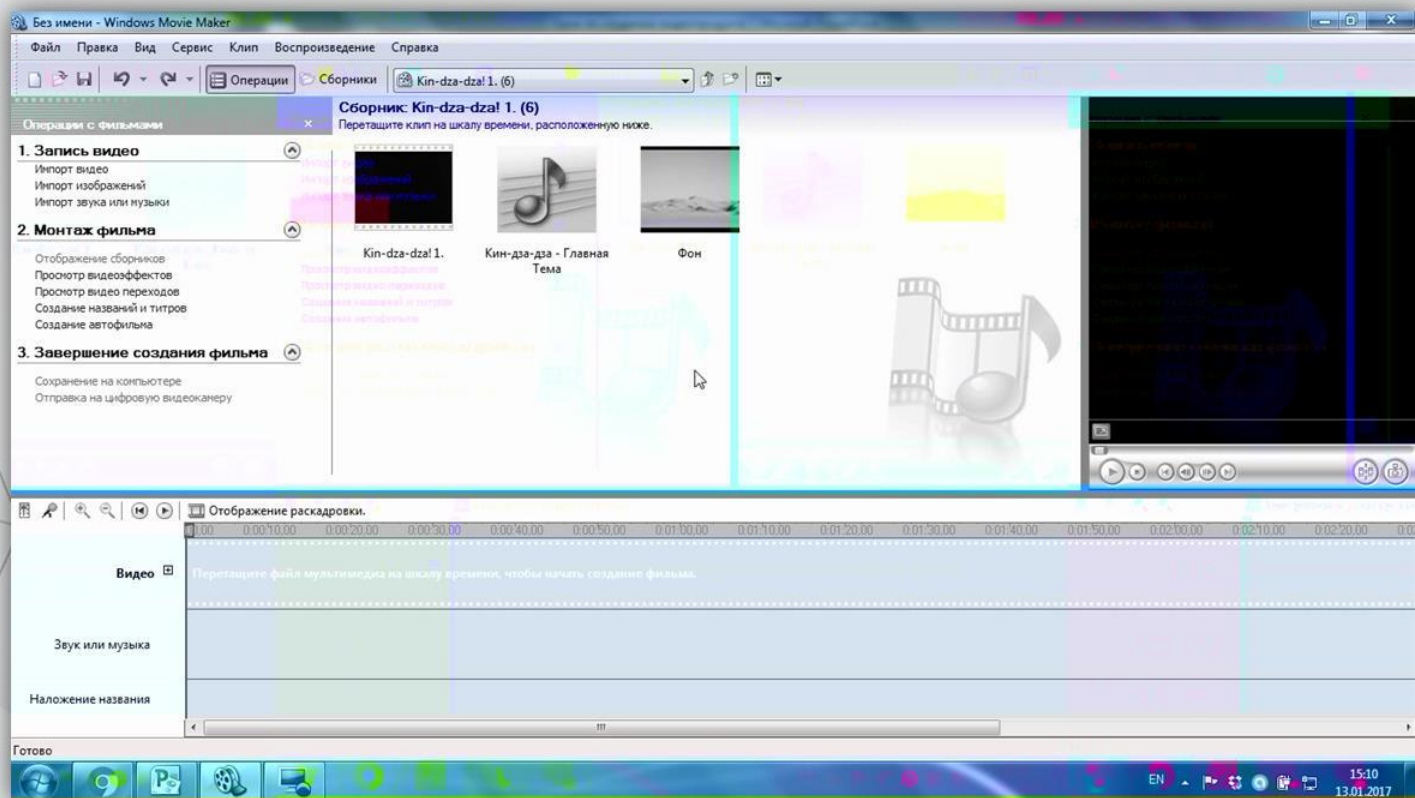 Без имени - Windows Movie Maker
Файл Правка Вид Сервис Клип Воспроизведение Справка
Операции Сборники Kin-dza-dza! 1. (6)
Операции с фильмами
Сборник: Kin-dza-dza! 1. (6)
Перетащите клип на шкалу времени, расположенную ниже.
1. Запись видео
Импорт видео
Импорт изображений
Импорт звука или музыки
2. Монтаж фильма
Отображение сборников
Просмотр видеоэффектов
Просмотр видео переходов
Создание названий и титров
Создание автофильма
3. Завершение создания фильма
Сохранение на компьютере
Отправка на цифровую видеокамеру
Kin-dza-dza! 1.
Кин-дза-дза - Главная
Тема
Фон
Отображение раскадровки.
0:00:10,00 0:00:20,00 0:00:30,00 0:00:40,00 0:00:50,00 0:01:00,00 0:01:10,00 0:01:20,00 0:01:30,00 0:01:40,00 0:01:50,00 0:02:00,00 0:02:10,00 0:02:20,00
Видео
Перетащите файл мультимедиа на шкалу времени, чтобы начать создание фильма.
Звук или музыка
Наложение названия
Готово
EN
15:10
13.01.2017